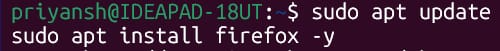 priyansh@IDEAPAD-18UT:~$ sudo apt update
sudo apt install firefox -y